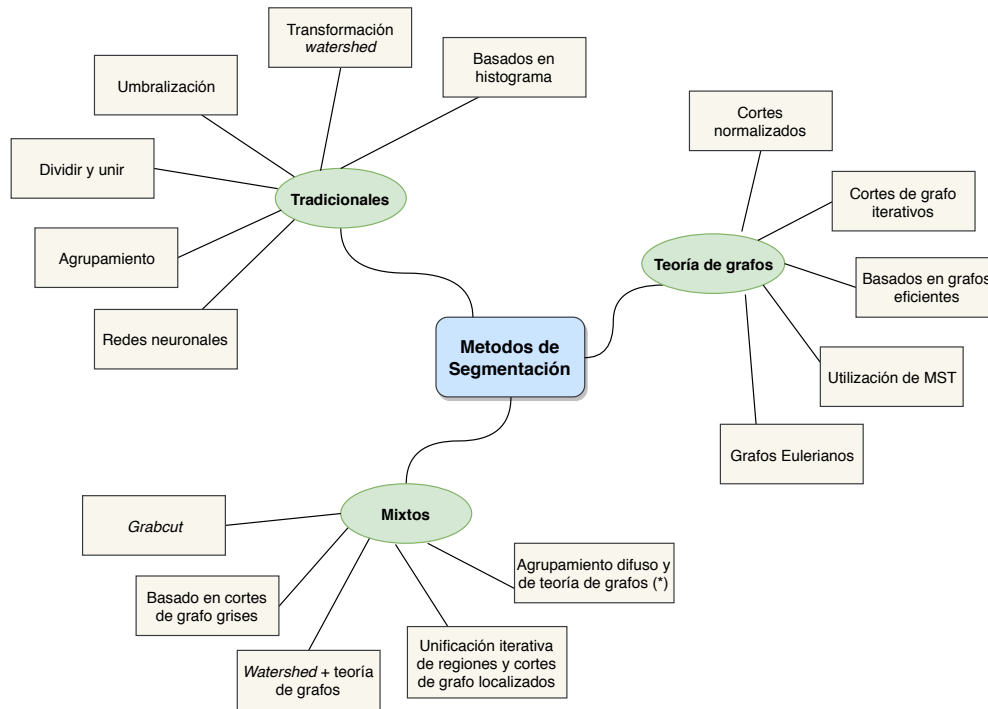 Transformación
watershed
Basados en
histograma
Umbralización
Dividir y unir
Tradicionales
Agrupamiento
Redes neuronales
Cortes
normalizados
Cortes de grafo
iterativos
Teoría de grafos
Basados en grafos
eficientes
Utilización de MST
Grafos Eulerianos
Metodos de
Segmentación
Mixtos
Grabcut
Basado en cortes
de grafo grises
Watershed + teoría
de grafos
Unificación iterativa
de regiones y cortes
de grafo localizados
Agrupamiento difuso y
de teoría de grafos (*)